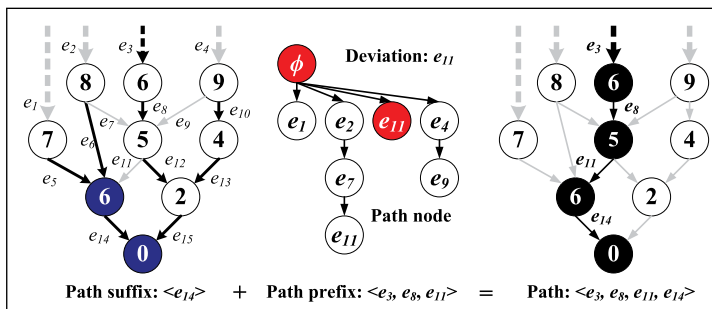 e2 e3 e4 Deviation: e11 e3
8 6 9 ϕ 8 6 9
e1 e7 e8 e9 e10 e1 e2 e11 e4 e8
7 e6 5 4 7 5 4
e5 e11 e12 e13 e7 e9 e11
6 2 Path node 6 2
e14 e15 e11 e14
0 0
Path suffix: <e14> + Path prefix: <e3, e8, e11> = Path: <e3, e8, e11, e14>